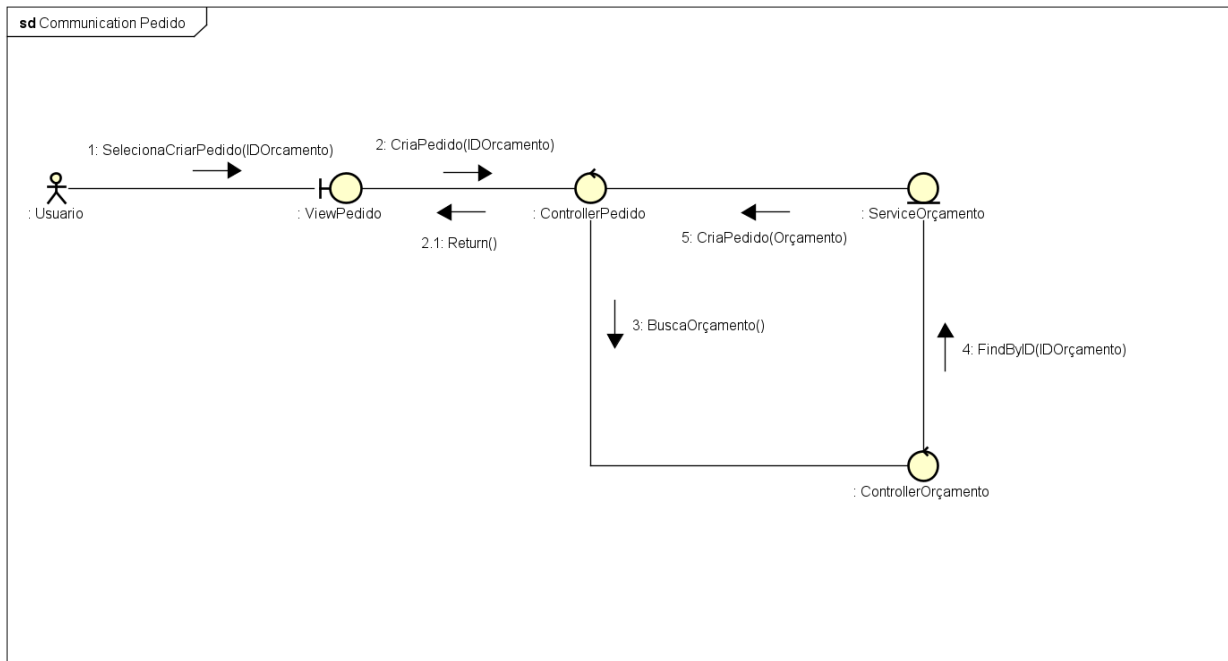 sd Communication Pedido
1: SelecionaCriarPedido(IDOrcamento)
2: CriaPedido(IDOrcamento)
: Usuario
: ViewPedido
: ControllerPedido
: ServiceOrçamento
2.1: Return()
5: CriaPedido(Orçamento)
3: BuscaOrçamento()
4: FindByID(IDOrçamento)
: ControllerOrçamento